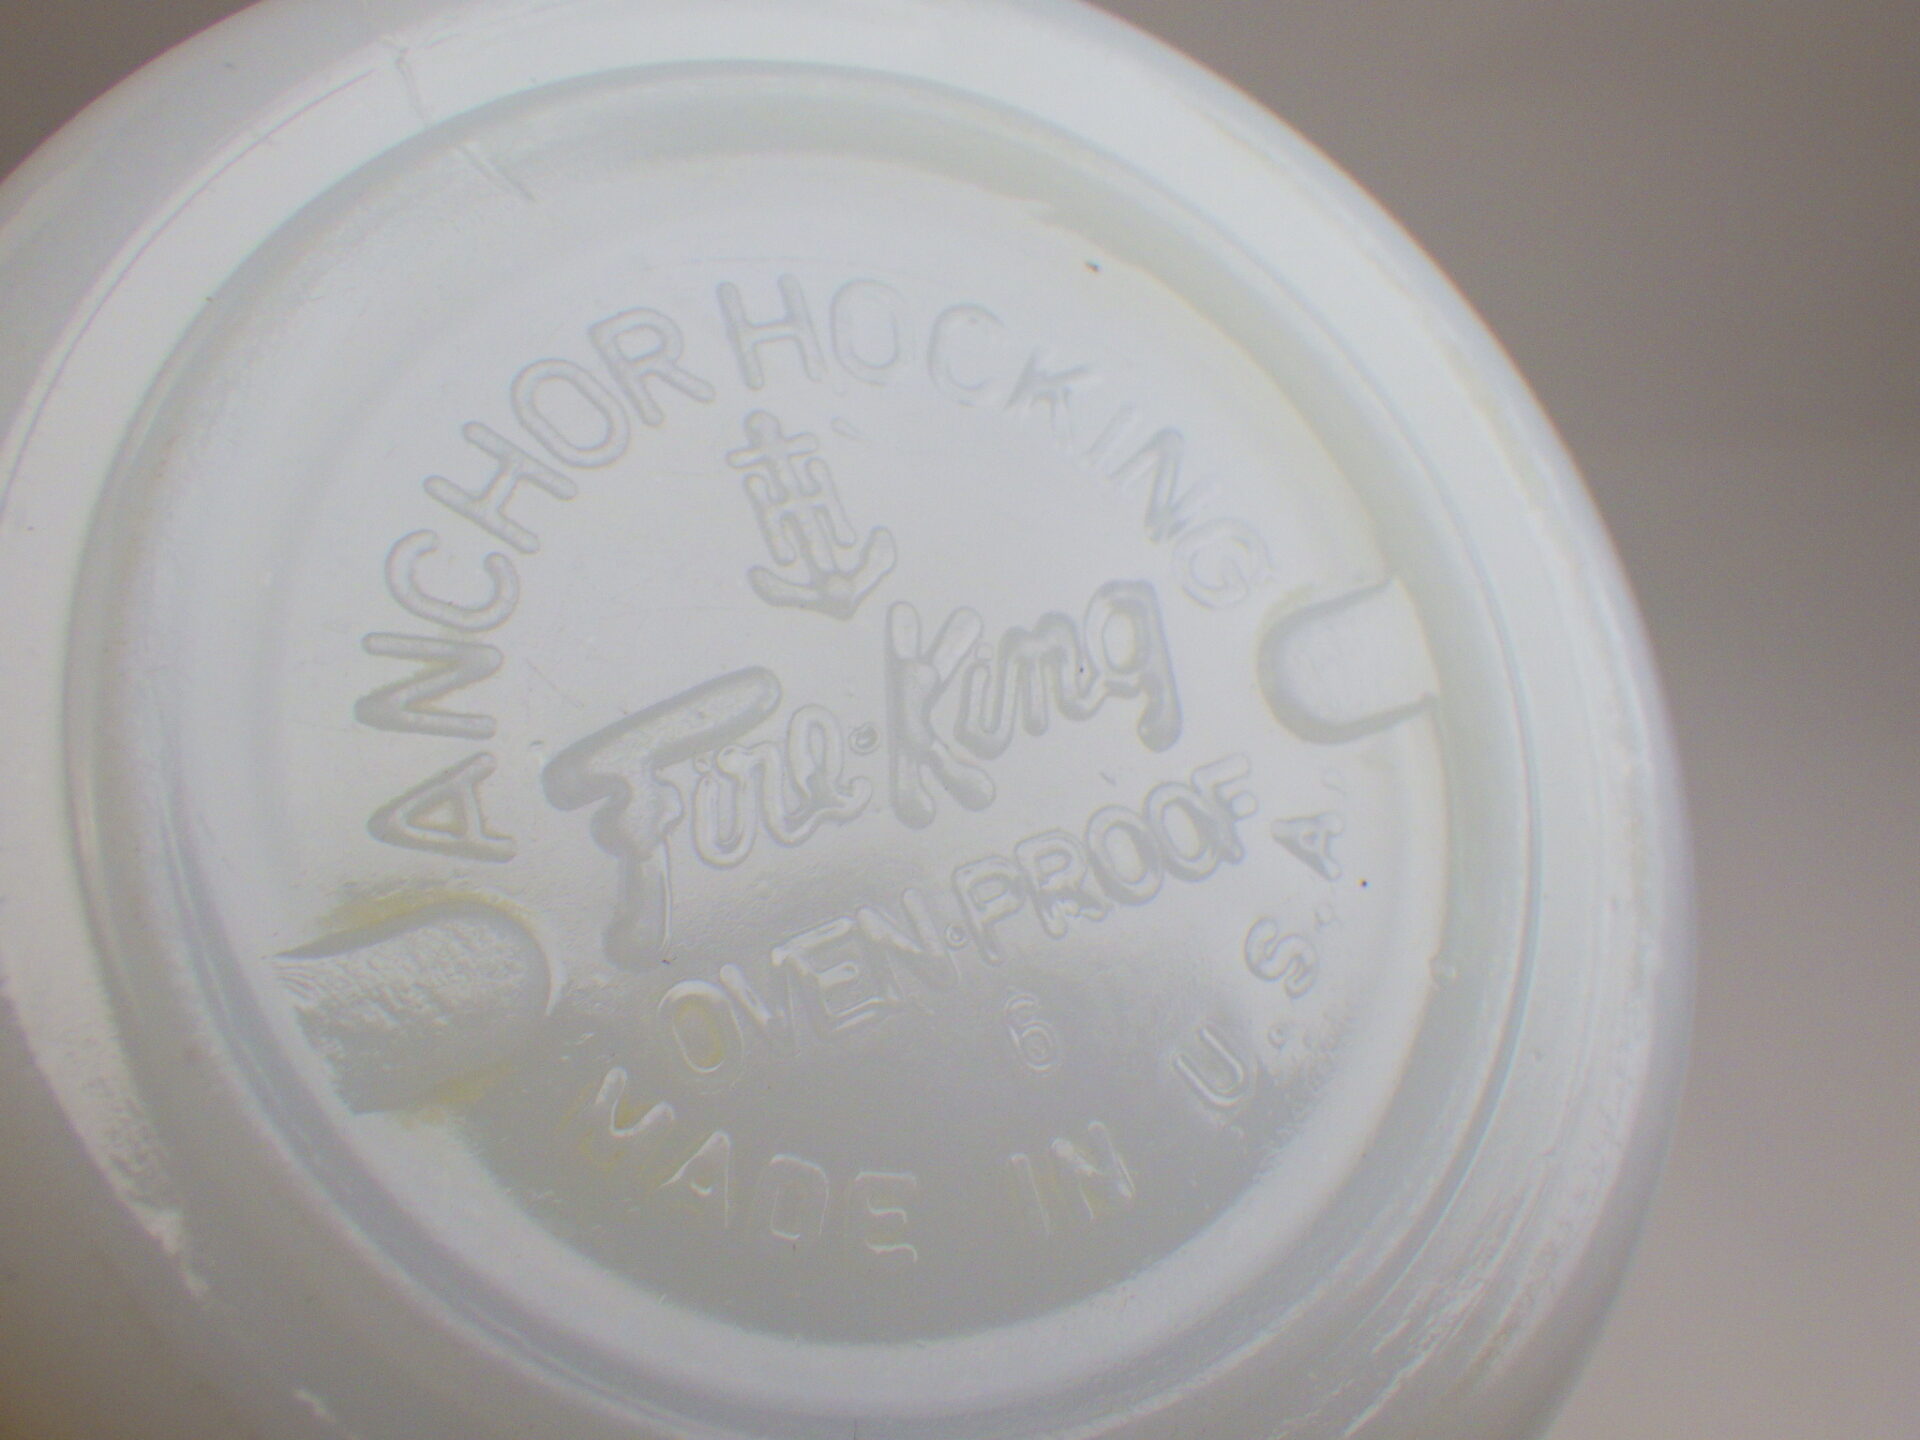 ANCHOR HOCKING
Fire·King
OVEN·PROOF
6
MADE IN U.S.A.